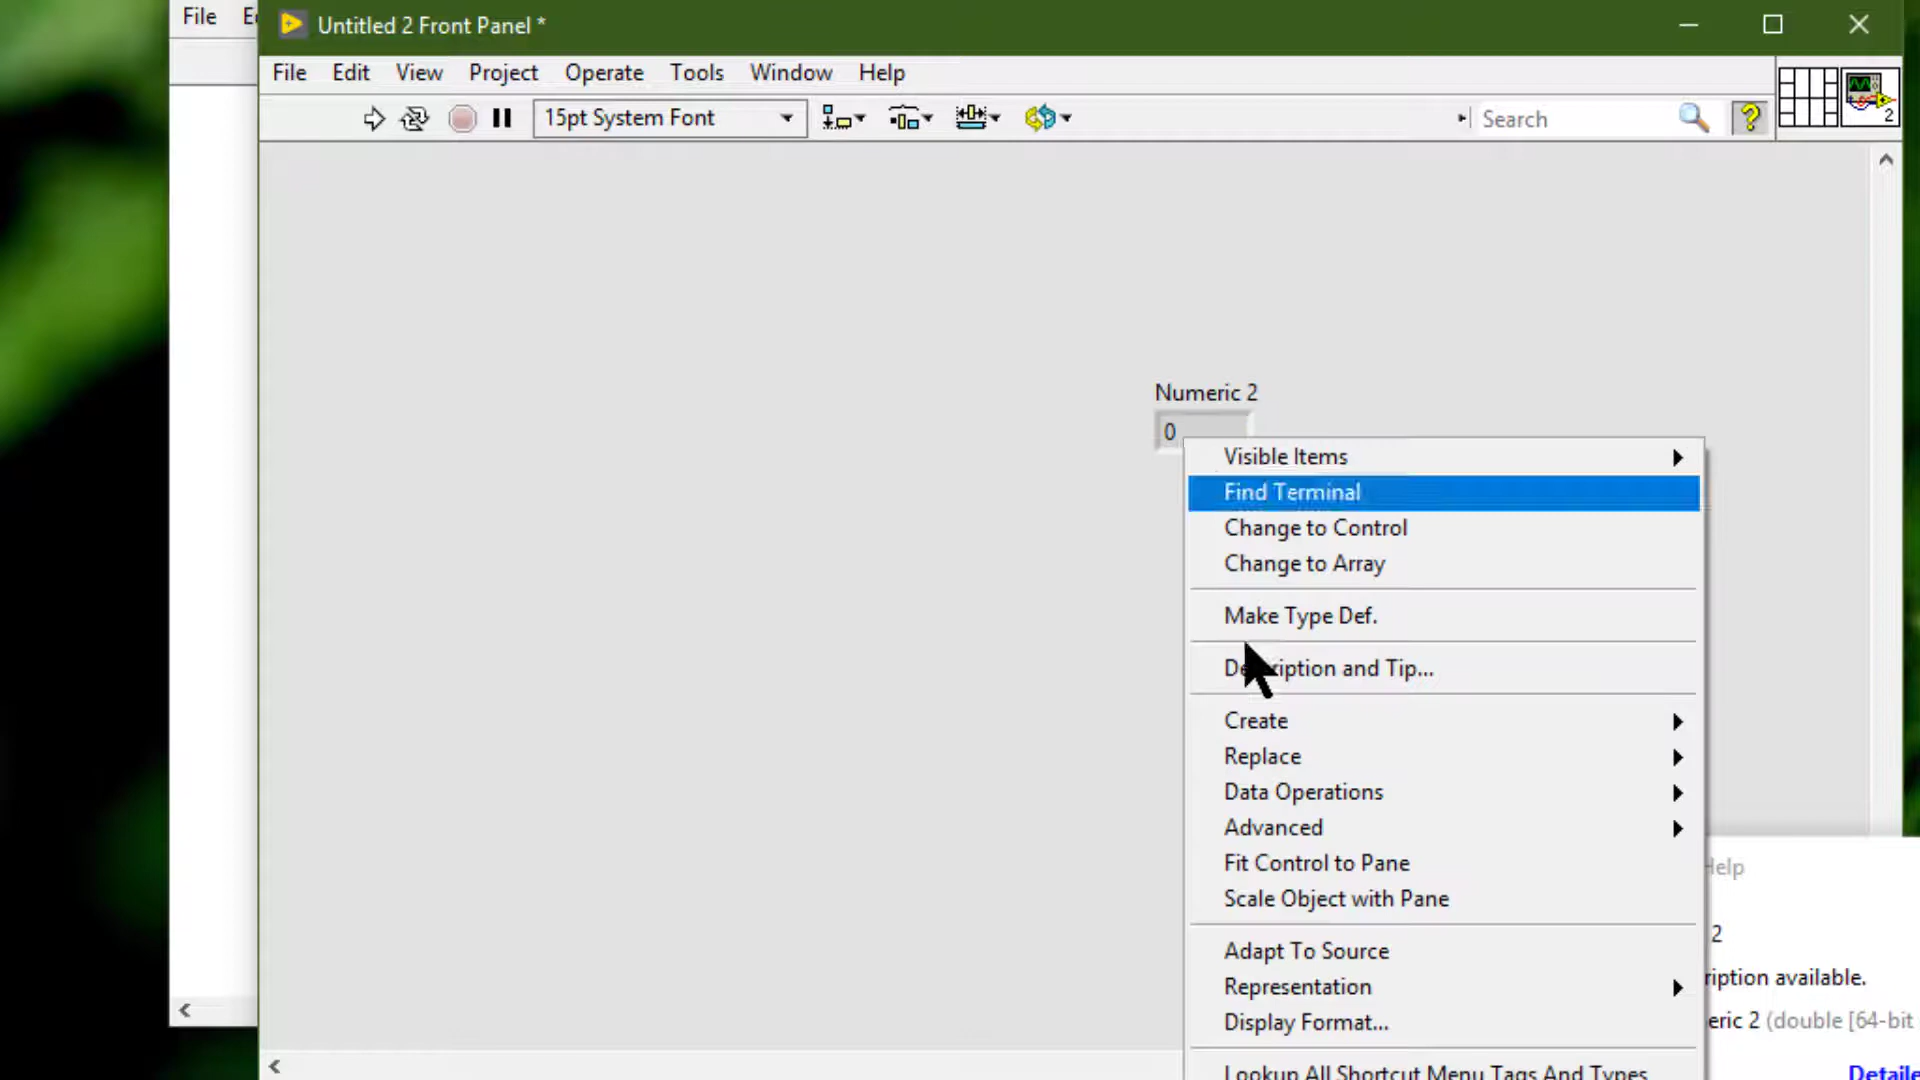 File
Untitled 2 Front Panel *
File Edit View Project Operate Tools Window Help
15pt System Font
Search
?
2
Numeric 2
0
Visible Items
Find Terminal
Change to Control
Change to Array
Make Type Def.
Description and Tip...
Create
Replace
Data Operations
Advanced
Fit Control to Pane
Scale Object with Pane
Adapt To Source
Representation
Display Format...
Lookup All Shortcut Menu Tags And Types
Help
2
ription available.
eric 2 (double [64-bit
Detaile